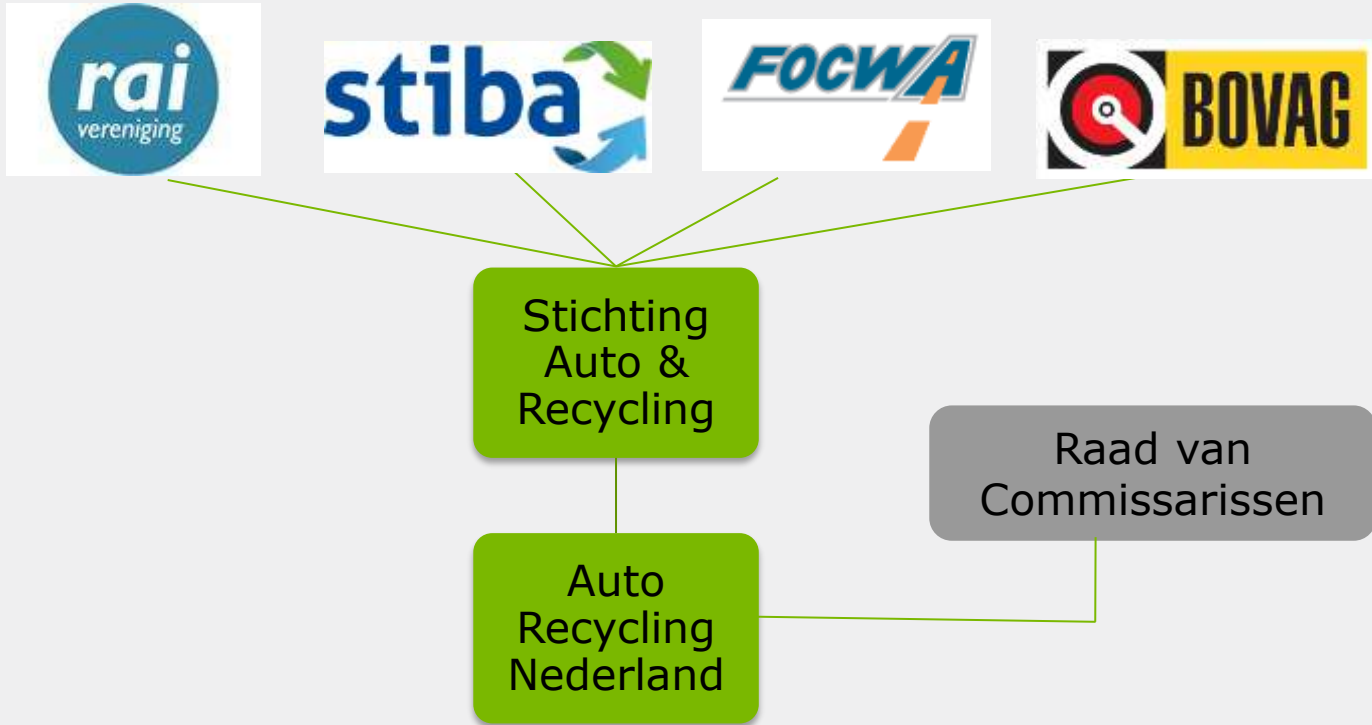 rai
vereniging
stiba
FOCWA
BOVAG
Stichting
Auto &
Recycling
Raad van
Commissarissen
Auto
Recycling
Nederland